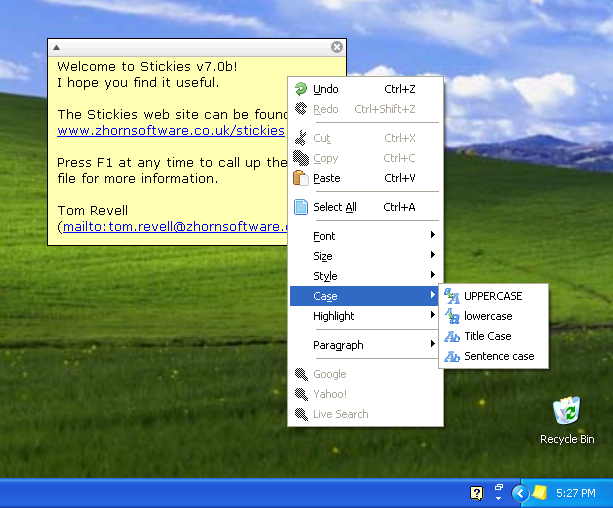 Welcome to Stickies v7.0b!
I hope you find it useful.
The Stickies web site can be foun
www.zhornsoftware.co.uk/stickies
Press F1 at any time to call up the
file for more information.
Tom Revell
(mailto:tom.revell@zhornsoftware.
Undo Ctrl+Z
Redo Ctrl+Shift+Z
Cut Ctrl+X
Copy Ctrl+C
Paste Ctrl+V
Select All Ctrl+A
Font
Size
Style
Case
Highlight
Paragraph
Google
Yahoo!
Live Search
UPPERCASE
lowercase
Title Case
Sentence case
Recycle Bin
5:27 PM